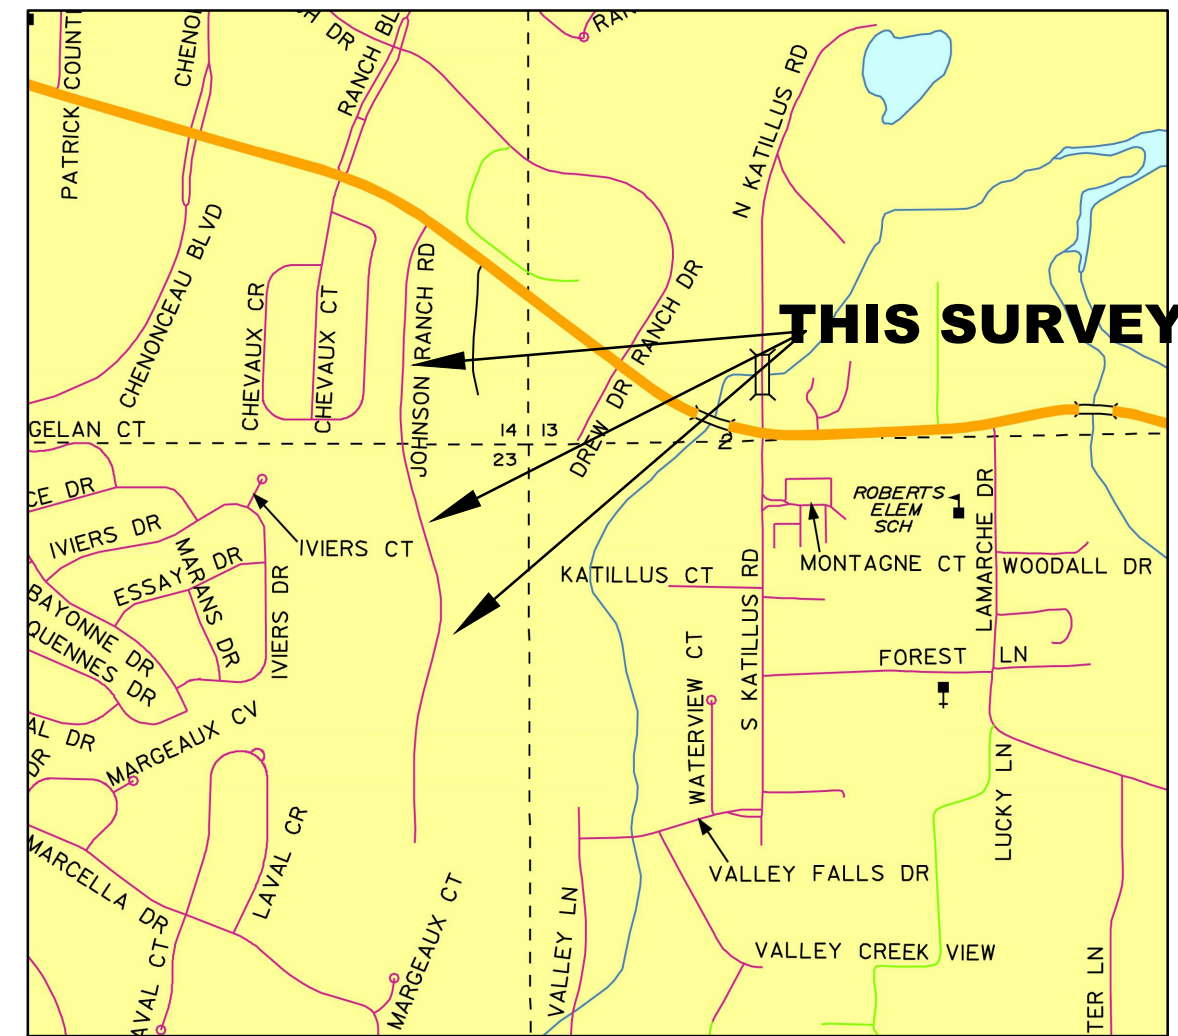 PATRICK COUNT
CHENO
CH DR
RANCH BL
RAN
N KATILLUS RD
CHENONCEAU BLVD
CHEVAUX CR
CHEVAUX CT
JOHNSON RANCH RD
DREW DR
RANCH DR
THIS SURVEY
GELAN CT
14
13
23
2
CE DR
IVIERS DR
IVIERS CT
ESSAY DR
MARANS DR
IVIERS DR
BAYONNE DR
QUENNES DR
AL DR
DR
MARGEAUX CV
MARCELLA DR
LAVAL CR
AVAL CT
MARGEAUX CT
KATILLUS CT
S KATILLUS RD
WATERVIEW CT
ROBERTS
ELEM
SCH
MONTAGNE CT
LAMARCHE DR
WOODALL DR
FOREST LN
LUCKY LN
VALLEY FALLS DR
VALLEY LN
VALLEY CREEK VIEW
TER LN